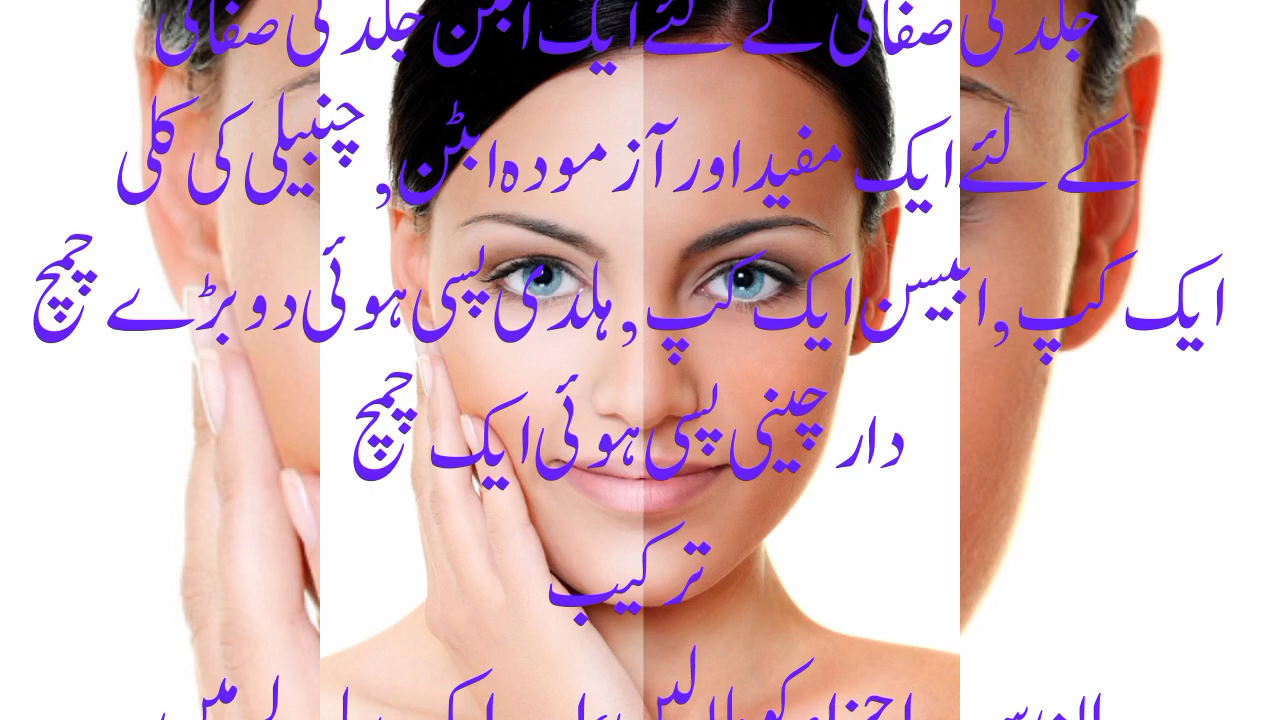 جلد کی صفائی کے لئے ایک ابٹن جلد کی صفائی
کے لئے ایک مفید اور آزمودہ ابٹن, چنبیلی کی کلی
ایک کپ, ابیسن ایک کپ, ہلدی پسی ہوئی دو بڑے چمچ
دار چینی پسی ہوئی ایک چمچ
ترکیب